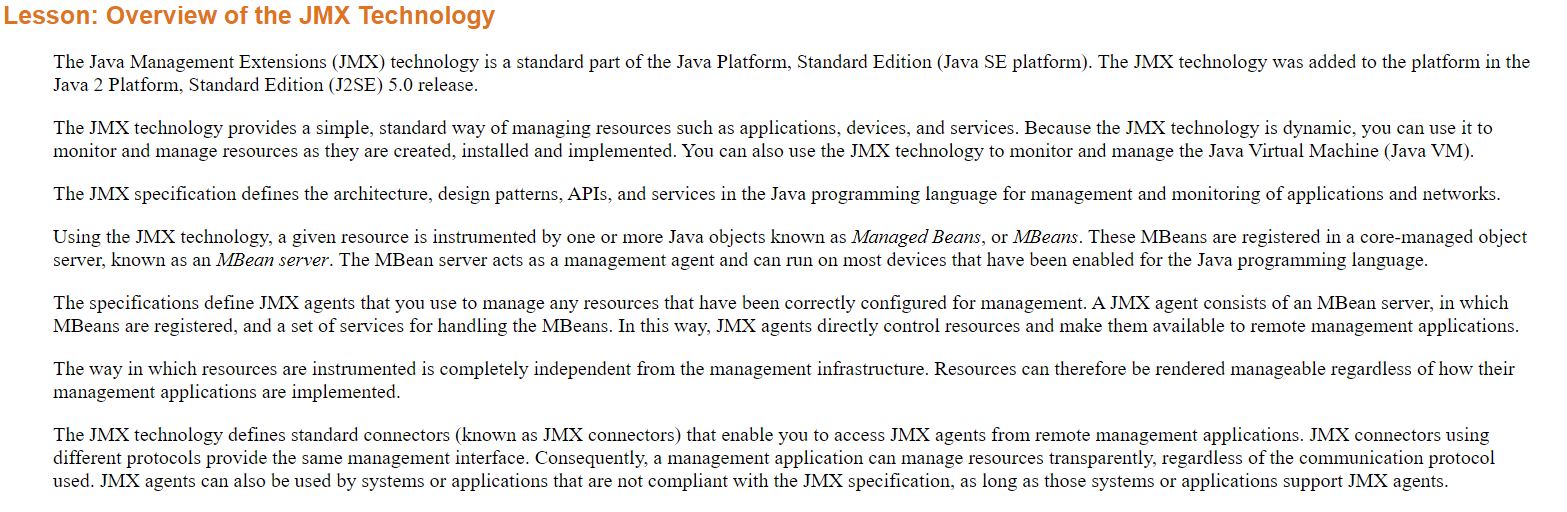 Lesson: Overview of the JMX Technology
The Java Management Extensions (JMX) technology is a standard part of the Java Platform, Standard Edition (Java SE platform). The JMX technology was added to the platform in the
Java 2 Platform, Standard Edition (J2SE) 5.0 release.
The JMX technology provides a simple, standard way of managing resources such as applications, devices, and services. Because the JMX technology is dynamic, you can use it to
monitor and manage resources as they are created, installed and implemented. You can also use the JMX technology to monitor and manage the Java Virtual Machine (Java VM).
The JMX specification defines the architecture, design patterns, APIs, and services in the Java programming language for management and monitoring of applications and networks.
Using the JMX technology, a given resource is instrumented by one or more Java objects known as Managed Beans, or MBeans. These MBeans are registered in a core-managed object
server, known as an MBean server. The MBean server acts as a management agent and can run on most devices that have been enabled for the Java programming language.
The specifications define JMX agents that you use to manage any resources that have been correctly configured for management. A JMX agent consists of an MBean server, in which
MBeans are registered, and a set of services for handling the MBeans. In this way, JMX agents directly control resources and make them available to remote management applications.
The way in which resources are instrumented is completely independent from the management infrastructure. Resources can therefore be rendered manageable regardless of how their
management applications are implemented.
The JMX technology defines standard connectors (known as JMX connectors) that enable you to access JMX agents from remote management applications. JMX connectors using
different protocols provide the same management interface. Consequently, a management application can manage resources transparently, regardless of the communication protocol
used. JMX agents can also be used by systems or applications that are not compliant with the JMX specification, as long as those systems or applications support JMX agents.